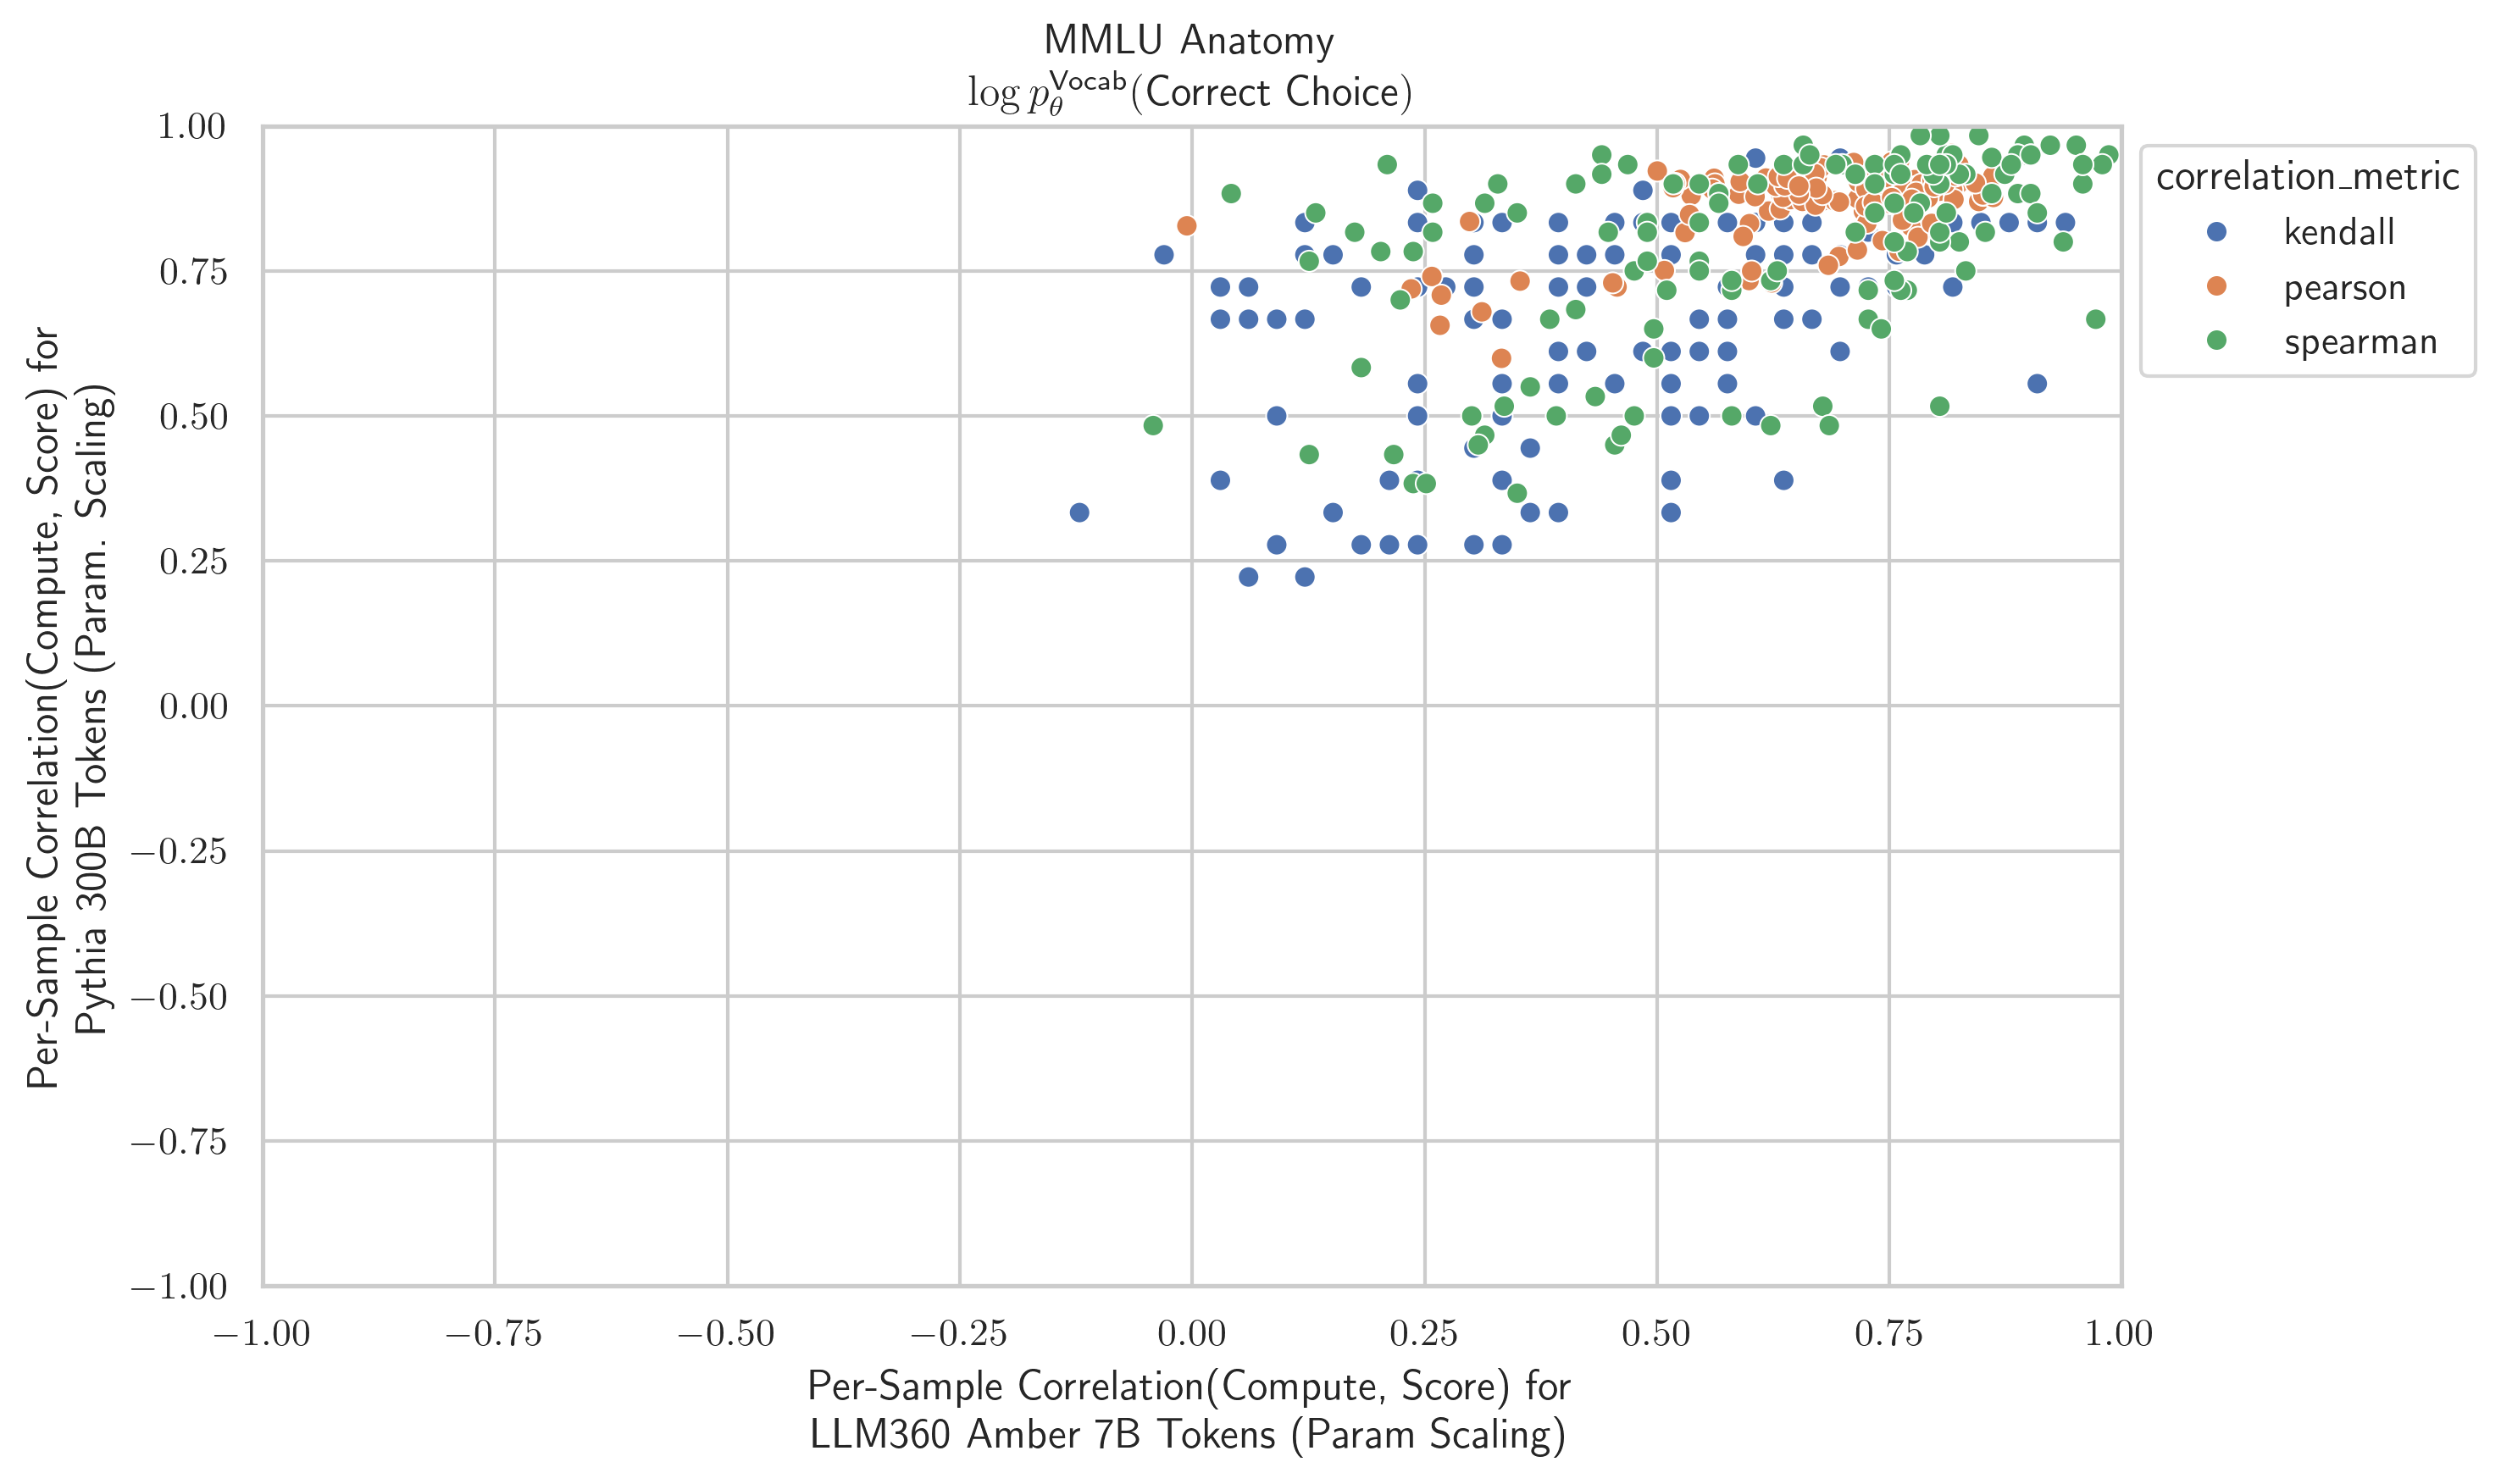 MMLU Anatomy
log p_θ^Vocab(Correct Choice)
Per-Sample Correlation(Compute, Score) for
Pythia 300B Tokens (Param. Scaling)
1.00
0.75
0.50
0.25
0.00
−0.25
−0.50
−0.75
−1.00
−1.00 −0.75 −0.50 −0.25 0.00 0.25 0.50 0.75 1.00
Per-Sample Correlation(Compute, Score) for
LLM360 Amber 7B Tokens (Param Scaling)
correlation_metric
kendall
pearson
spearman